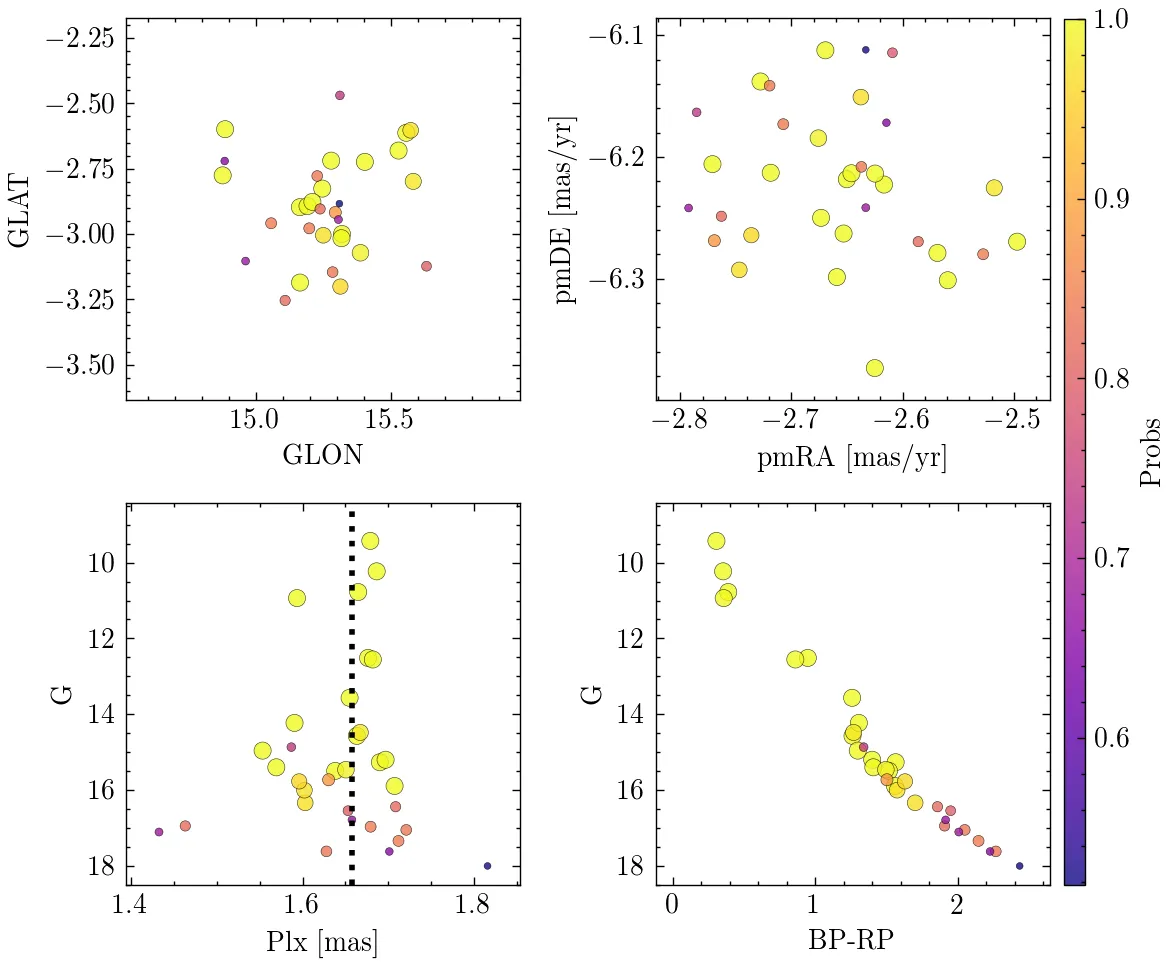 −2.25
−2.50
−2.75
−3.00
−3.25
−3.50
GLAT
15.0 15.5
GLON
−6.1
−6.2
−6.3
pmDE [mas/yr]
−2.8 −2.7 −2.6 −2.5
pmRA [mas/yr]
1.0
0.9
0.8
0.7
0.6
Probs
10
12
14
16
18
G
1.4 1.6 1.8
Plx [mas]
10
12
14
16
18
G
0 1 2
BP-RP